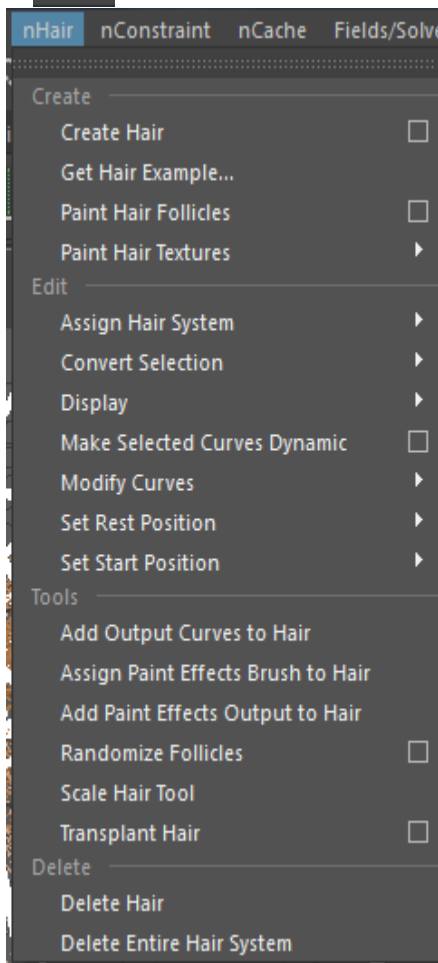 nHair nConstraint nCache Fields/Solve
Create
Create Hair
Get Hair Example...
Paint Hair Follicles
Paint Hair Textures
Edit
Assign Hair System
Convert Selection
Display
Make Selected Curves Dynamic
Modify Curves
Set Rest Position
Set Start Position
Tools
Add Output Curves to Hair
Assign Paint Effects Brush to Hair
Add Paint Effects Output to Hair
Randomize Follicles
Scale Hair Tool
Transplant Hair
Delete
Delete Hair
Delete Entire Hair System